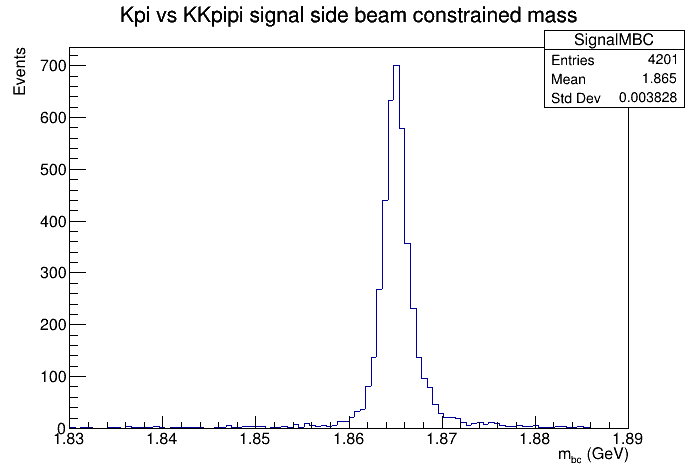 Kpi vs KKpipi signal side beam constrained mass
SignalMBC
Entries 4201
Mean 1.865
Std Dev 0.003828
Events
700
600
500
400
300
200
100
0
1.83 1.84 1.85 1.86 1.87 1.88 1.89
m_bc (GeV)